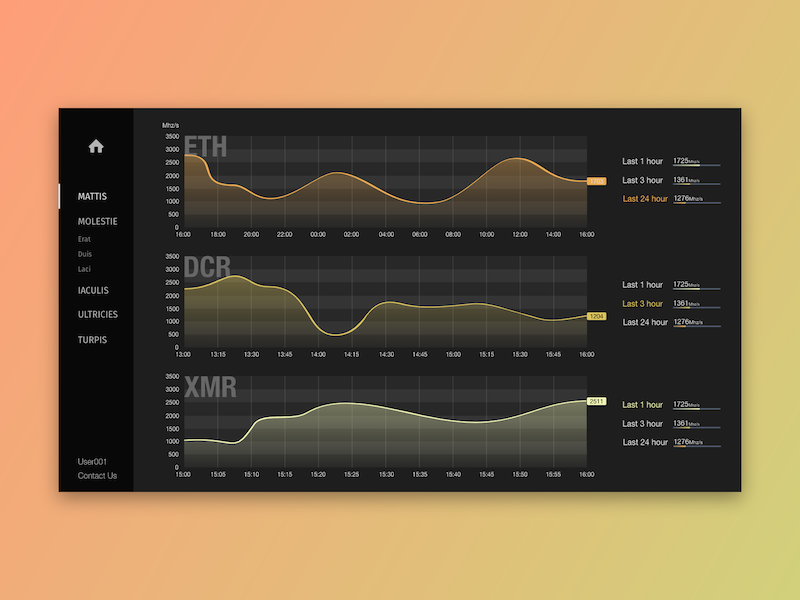 MATTIS
MOLESTIE
Erat
Duis
Laci
IACULIS
ULTRICIES
TURPIS
User001
Contact Us
Mhz/s
ETH
3500
3000
2500
2000
1500
1000
500
0
16:00 18:00 20:00 22:00 00:00 02:00 04:00 06:00 08:00 10:00 12:00 14:00 16:00
Last 1 hour 1725Mhz/s
Last 3 hour 1361Mhz/s
Last 24 hour 1276Mhz/s
DCR
3500
3000
2500
2000
1500
1000
500
0
1204
13:00 13:15 13:30 13:45 14:00 14:15 14:30 14:45 15:00 15:15 15:30 15:45 16:00
Last 1 hour 1725Mhz/s
Last 3 hour 1361Mhz/s
Last 24 hour 1276Mhz/s
XMR
3500
3000
2500
2000
1500
1000
500
0
2511
15:00 15:05 15:10 15:15 15:20 15:25 15:30 15:35 15:40 15:45 15:50 15:55 16:00
Last 1 hour 1725Mhz/s
Last 3 hour 1361Mhz/s
Last 24 hour 1276Mhz/s